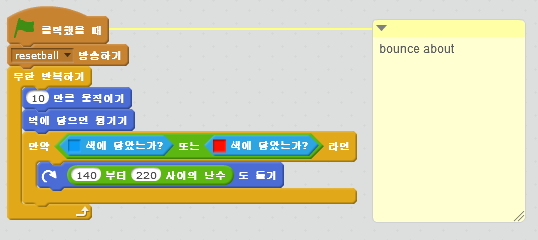 클릭했을 때
bounce about
resetball 방송하기
무한 반복하기
10 만큼 움직이기
벽에 닿으면 튕기기
만약 색에 닿았는가? 또는 색에 닿았는가? 라면
140 부터 220 사이의 난수 도 돌기